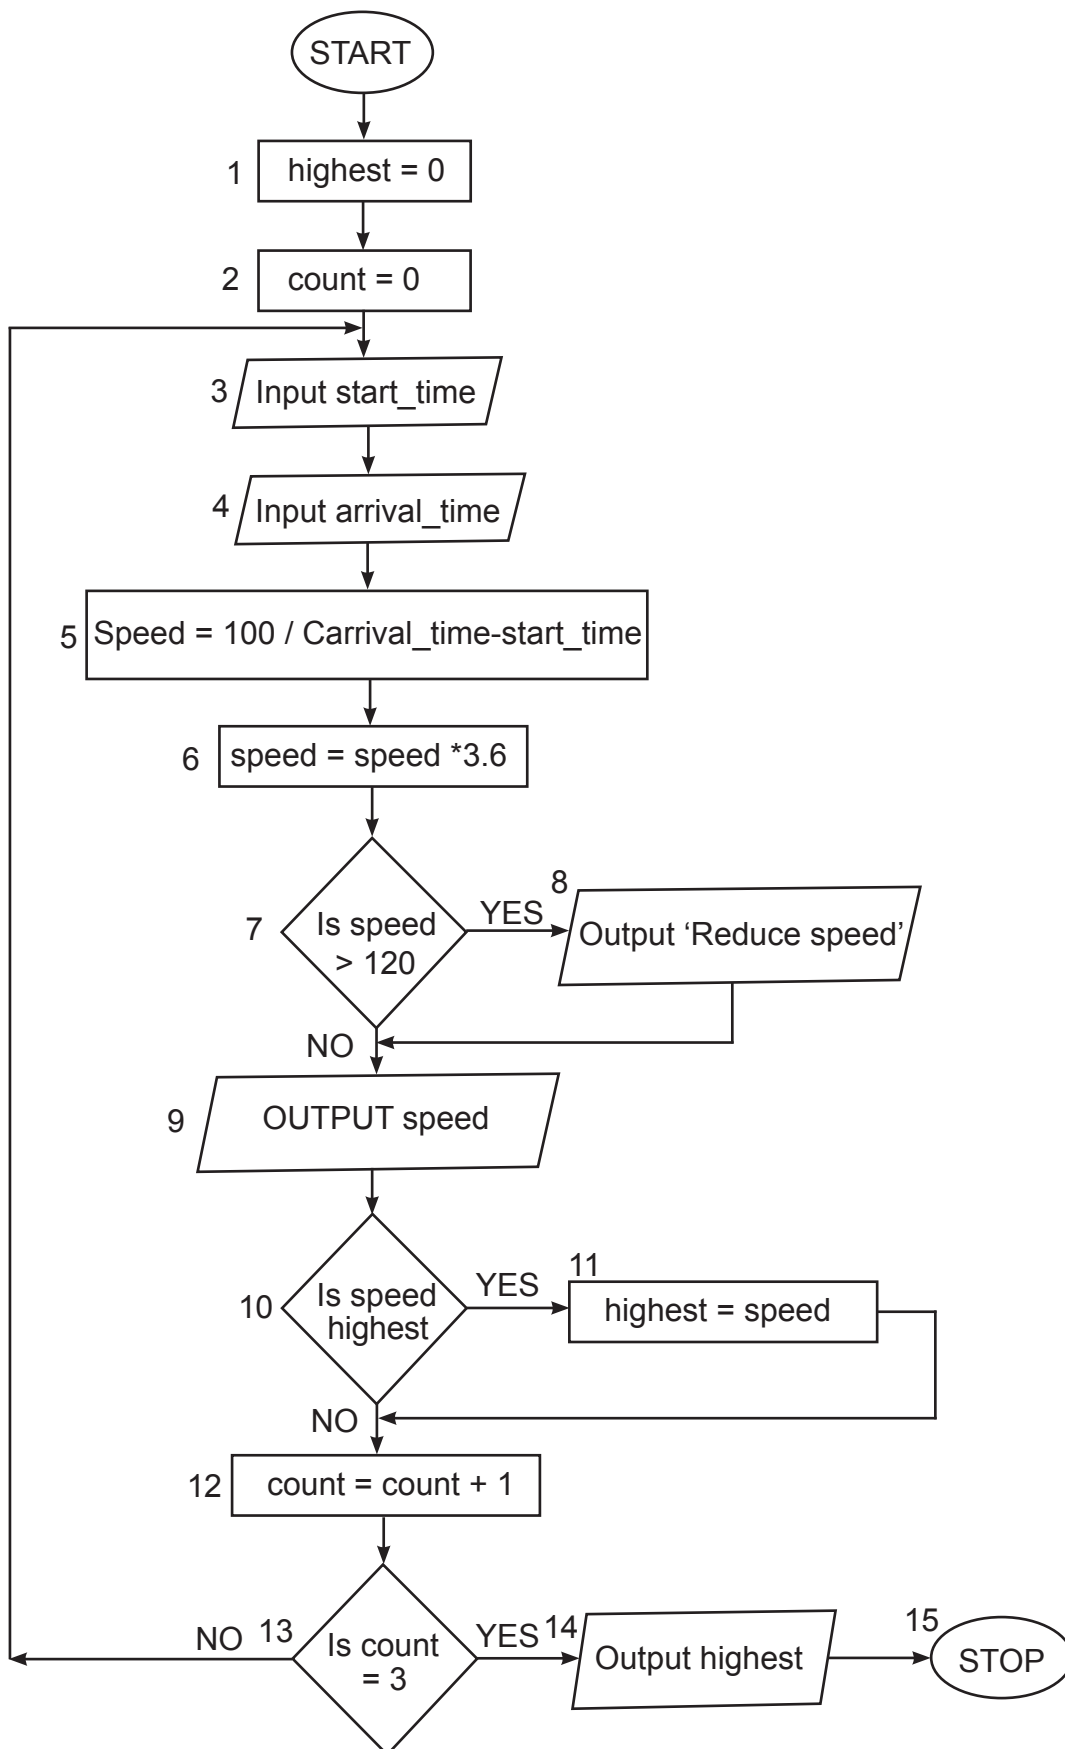 START
1
highest = 0
2
count = 0
3
Input start_time
4
Input arrival_time
5
Speed = 100 / Carrival_time-start_time
6
speed = speed *3.6
7
Is speed
> 120
YES
8
Output ‘Reduce speed’
NO
9
OUTPUT speed
10
Is speed
highest
YES
11
highest = speed
NO
12
count = count + 1
NO
13
Is count
= 3
YES
14
Output highest
15
STOP